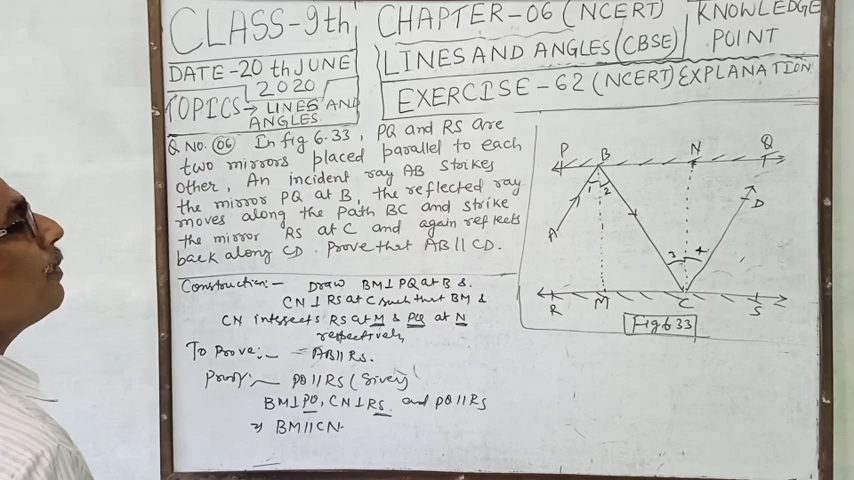 CLASS-9th
CHAPTER-06 (NCERT)
KNOWLEDGE
POINT
LINES AND ANGLES (CBSE)
DATE-20 th JUNE
2020
EXERCISE-62 (NCERT) EXPLANATION
TOPICS → LINES AND
ANGLES
Q NO. 06 In fig 6.33, PQ and RS are
two mirrors placed parallel to each
other, An incident ray AB strikes
the mirror PQ at B, the reflected ray
moves along the path BC and strike
the mirror RS at C and again reflects
back along CD. Prove that AB || CD.
Construction:- Draw BM⊥PQ at B &
CN⊥RS at C such that BM &
CN intersects RS at M & PQ at N
respectively
To Prove:- AB || RS.
Proof:- PQ || RS (Given)
BM⊥PQ, CN⊥RS and PQ || RS
⇒ BM || CN
P B N Q
1 2
A D
3 4
R M C S
Fig 6.33